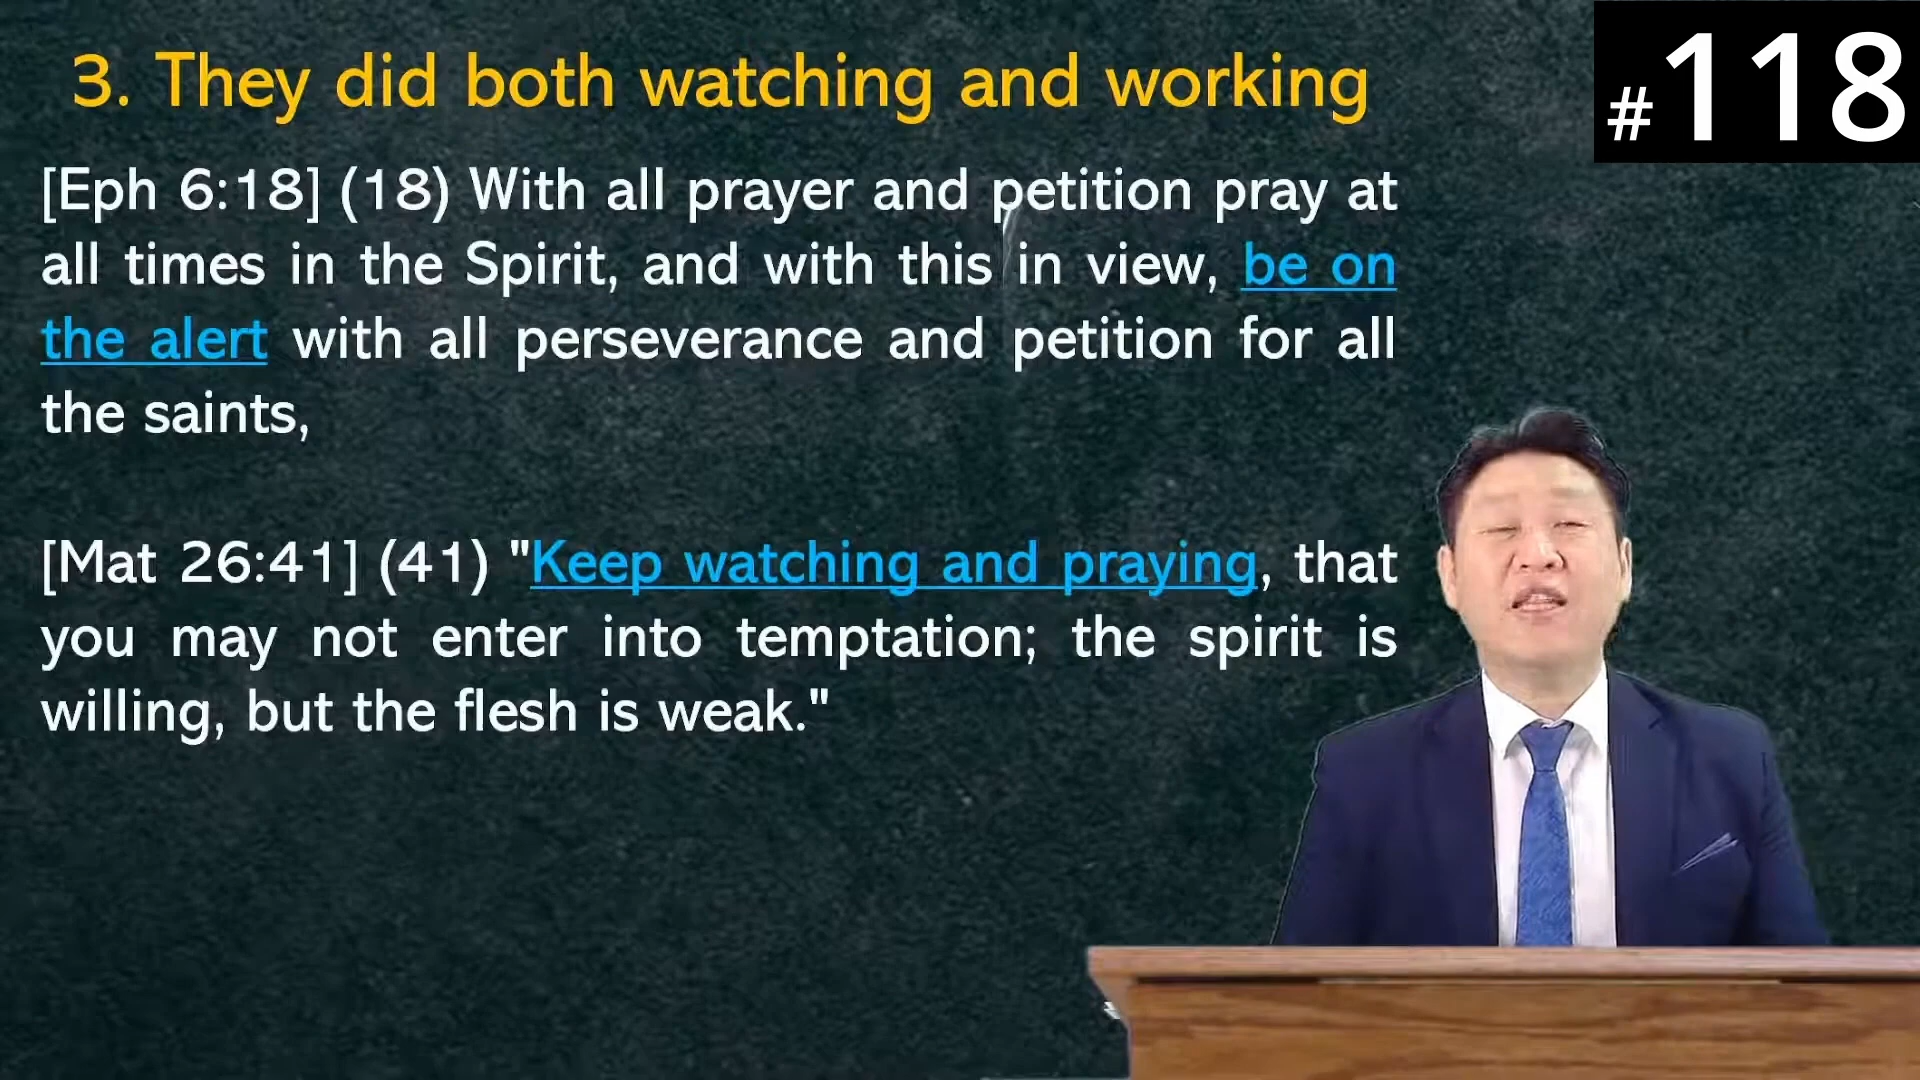 3. They did both watching and working
#118
[Eph 6:18] (18) With all prayer and petition pray at
all times in the Spirit, and with this in view, be on
the alert with all perseverance and petition for all
the saints,
[Mat 26:41] (41) "Keep watching and praying, that
you may not enter into temptation; the spirit is
willing, but the flesh is weak."